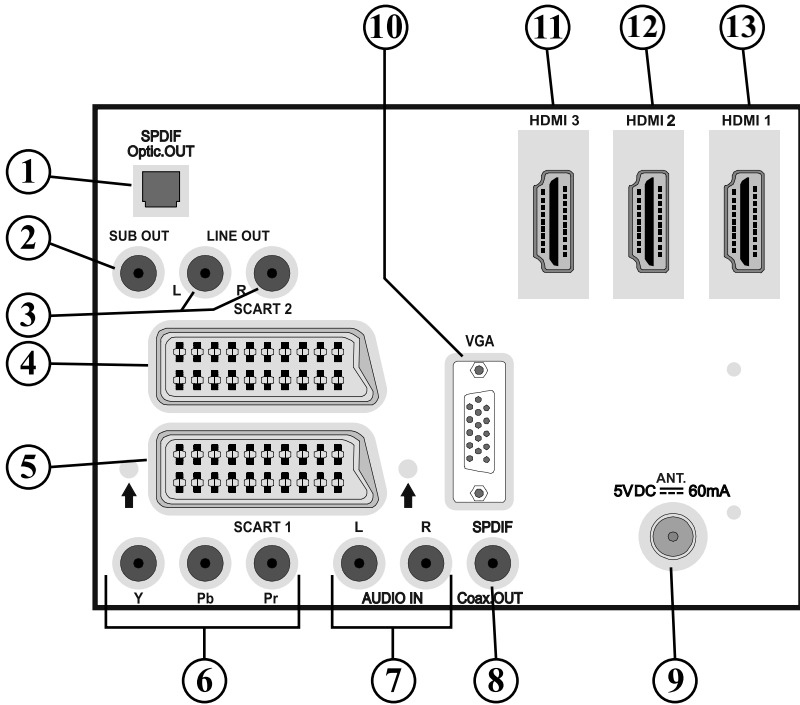 10
11
12
13
HDMI 3
HDMI 2
HDMI 1
SPDIF
Optic.OUT
1
2
SUB OUT
LINE OUT
L
R
3
SCART 2
4
VGA
5
ANT.
5VDC 60mA
SCART 1
L
R
SPDIF
Y
Pb
Pr
AUDIO IN
Coax.OUT
6
7
8
9